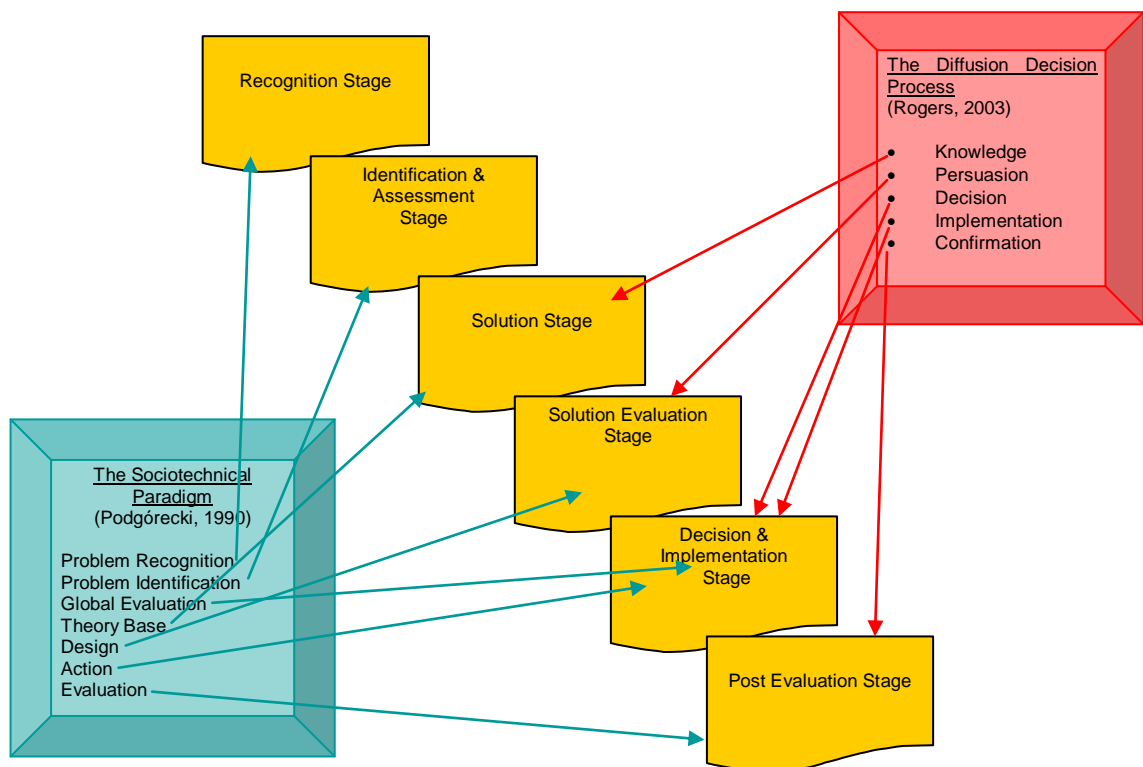 Recognition Stage
Identification &
Assessment
Stage
Solution Stage
Solution Evaluation
Stage
Decision &
Implementation
Stage
Post Evaluation Stage
The Diffusion Decision
Process
(Rogers, 2003)
• Knowledge
• Persuasion
• Decision
• Implementation
• Confirmation
The Sociotechnical
Paradigm
(Podgórecki, 1990)
Problem Recognition
Problem Identification
Global Evaluation
Theory Base
Design
Action
Evaluation